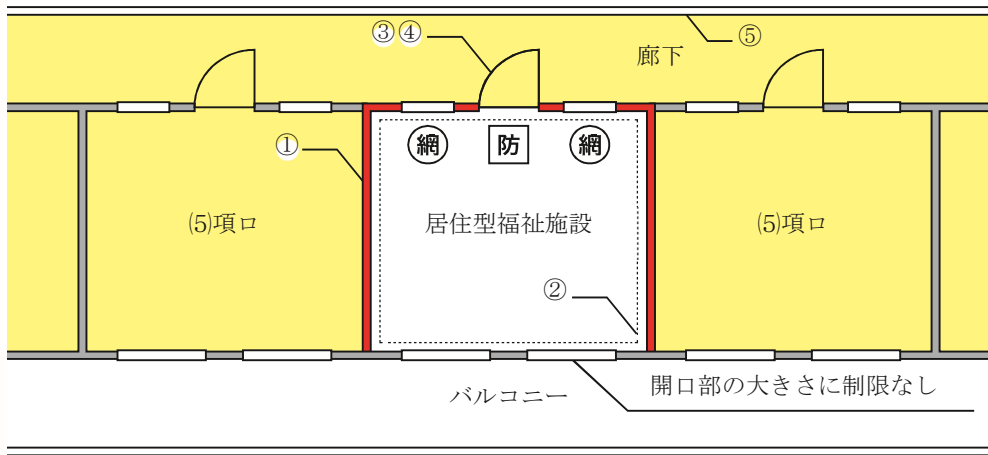 ③④
⑤
廊下
①
網
防
網
⑸項ロ
居住型福祉施設
⑸項ロ
②
バルコニー
開口部の大きさに制限なし